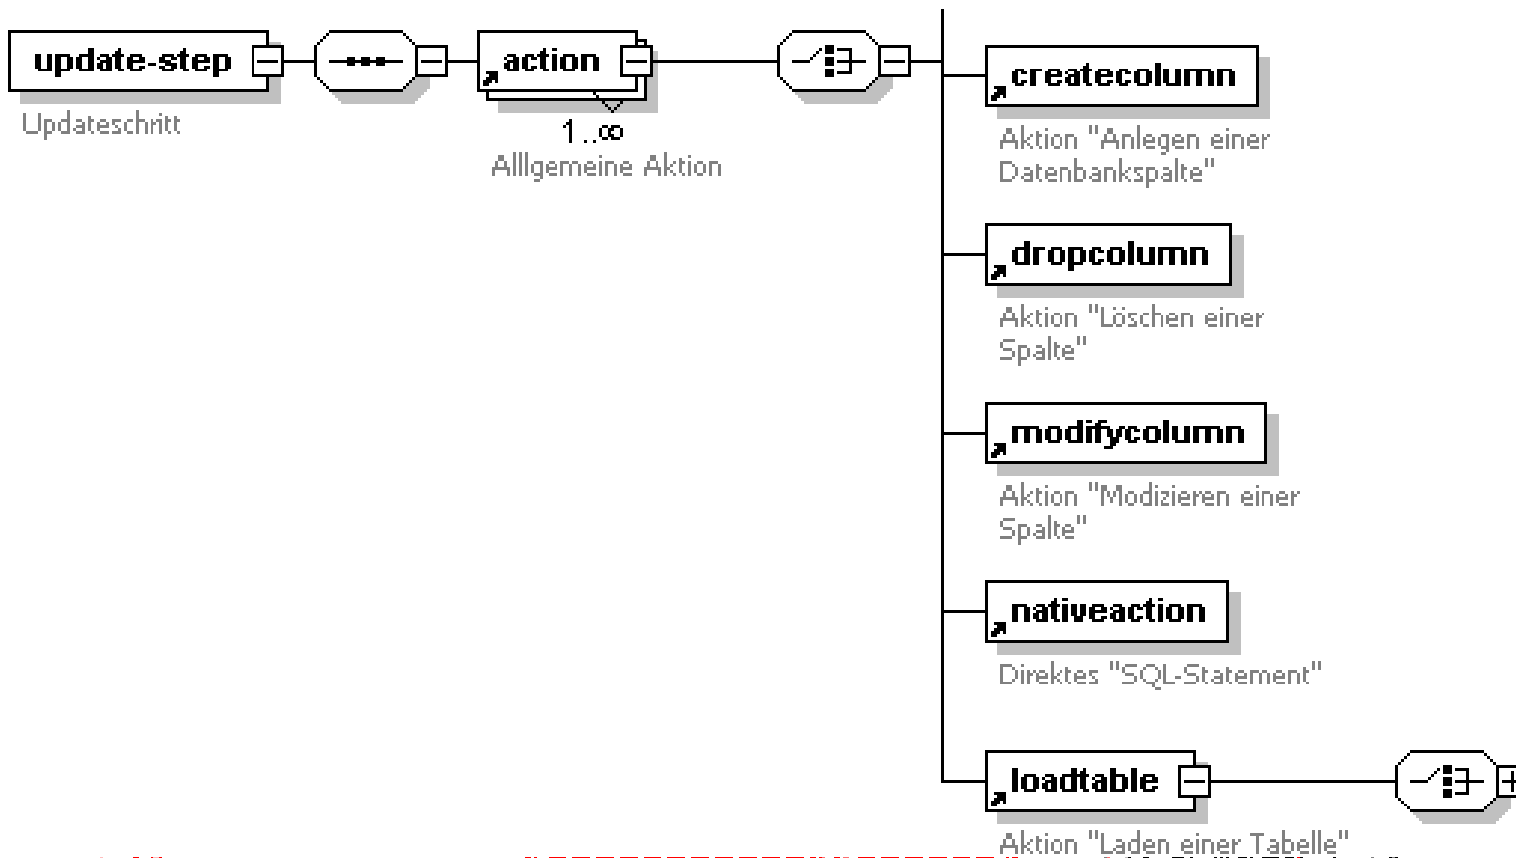 update-step
Updateschritt
action
1..∞
Alllgemeine Aktion
createcolumn
Aktion "Anlegen einer
Datenbankspalte"
dropcolumn
Aktion "Löschen einer
Spalte"
modifycolumn
Aktion "Modizieren einer
Spalte"
nativeaction
Direktes "SQL-Statement"
loadtable
Aktion "Laden einer Tabelle"